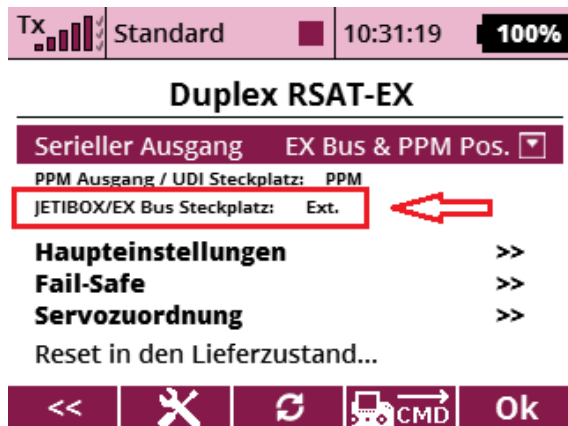 Tx Standard 10:31:19 100%
Duplex RSAT-EX
Serieller Ausgang EX Bus & PPM Pos.
PPM Ausgang / UDI Steckplatz: PPM
JETIBOX/EX Bus Steckplatz: Ext.
Haupteinstellungen >>
Fail-Safe >>
Servozuordnung >>
Reset in den Lieferzustand...
<< CMD Ok